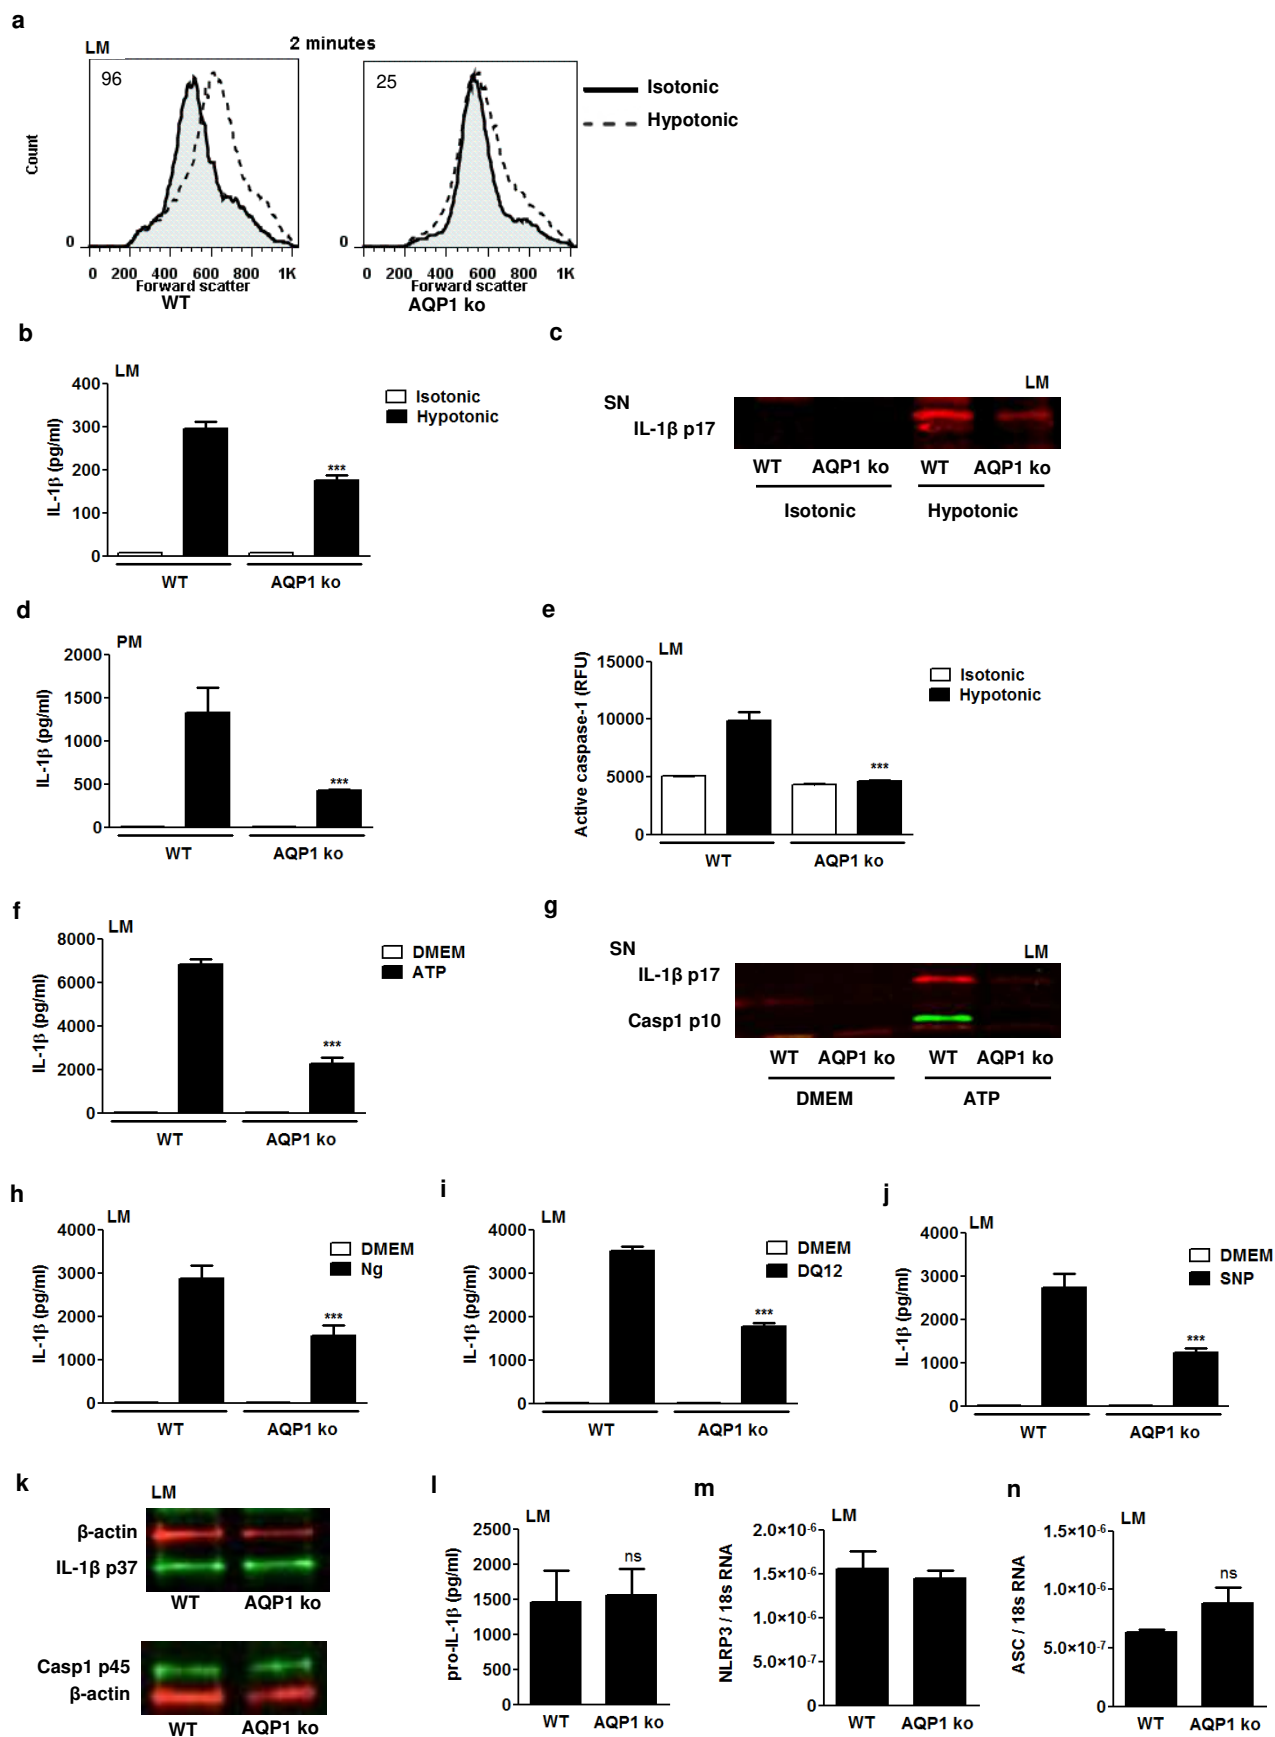 a
LM
2 minutes
96
25
Isotonic
Hypotonic
Count
0
0
0 200 400 600 800 1K
0 200 400 600 800 1K
Forward scatter
Forward scatter
WT
AQP1 ko
b
LM
IL-1β (pg/ml)
400
300
200
100
0
***
Isotonic
Hypotonic
WT
AQP1 ko
c
LM
SN
IL-1β p17
WT AQP1 ko WT AQP1 ko
Isotonic
Hypotonic
d
PM
IL-1β (pg/ml)
2000
1500
1000
500
0
***
WT
AQP1 ko
e
LM
Active caspase-1 (RFU)
15000
10000
5000
0
***
Isotonic
Hypotonic
WT
AQP1 ko
f
LM
IL-1β (pg/ml)
8000
6000
4000
2000
0
***
DMEM
ATP
WT
AQP1 ko
g
SN
LM
IL-1β p17
Casp1 p10
WT AQP1 ko WT AQP1 ko
DMEM
ATP
h
LM
IL-1β (pg/ml)
4000
3000
2000
1000
0
***
DMEM
Ng
WT
AQP1 ko
i
LM
IL-1β (pg/ml)
4000
3000
2000
1000
0
***
DMEM
DQ12
WT
AQP1 ko
j
LM
IL-1β (pg/ml)
4000
3000
2000
1000
0
***
DMEM
SNP
WT
AQP1 ko
k
LM
β-actin
IL-1β p37
WT AQP1 ko
Casp1 p45
β-actin
WT AQP1 ko
l
LM
pro-IL-1β (pg/ml)
2500
2000
1500
1000
500
0
ns
WT AQP1 ko
m
LM
NLRP3 / 18s RNA
2.0×10⁻⁶
1.5×10⁻⁶
1.0×10⁻⁶
5.0×10⁻⁷
0
WT AQP1 ko
n
LM
ASC / 18s RNA
1.5×10⁻⁶
1.0×10⁻⁶
5.0×10⁻⁷
0
ns
WT AQP1 ko